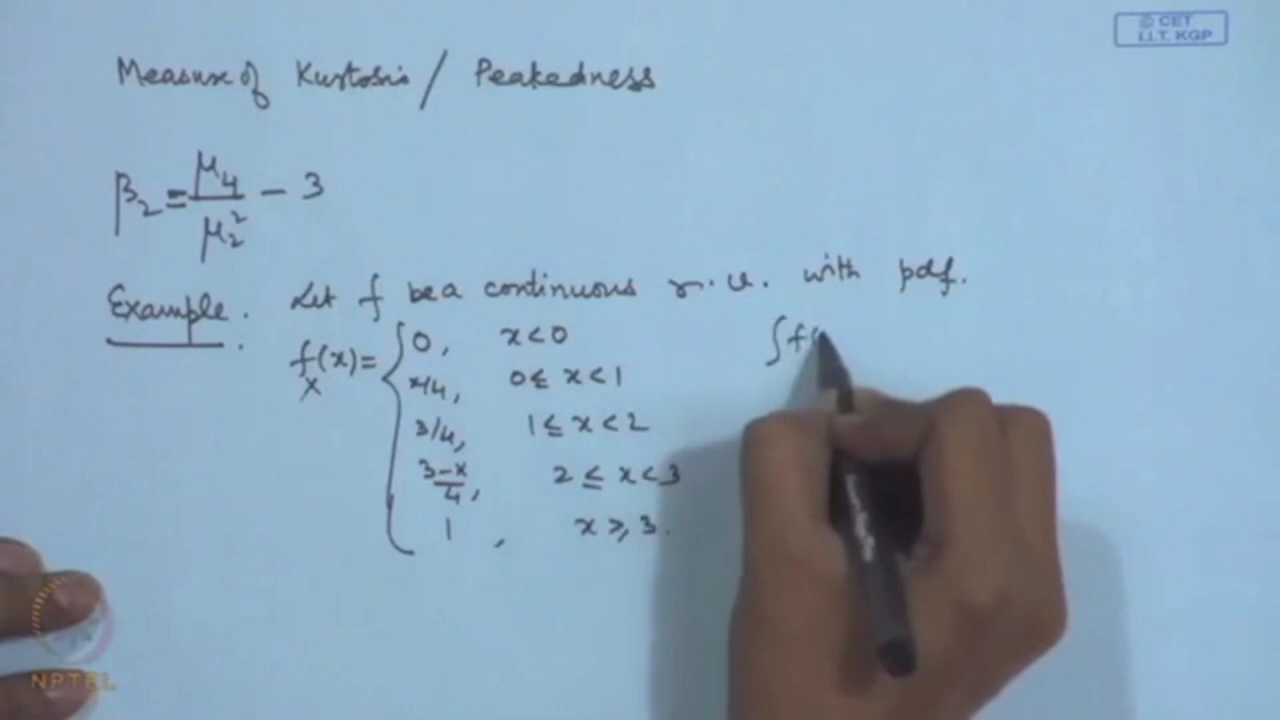 © CET
I.I.T. KGP
Measure of Kurtosis / Peakedness
β₂ = μ₄/μ₂² - 3
Example. Let f be a continuous r.v. with pdf.
f_X(x) = { 0, x < 0
x/4, 0 ≤ x < 1
3/4, 1 ≤ x < 2
(3-x)/4, 2 ≤ x < 3
1, x ≥ 3.
∫ f(
NPTEL